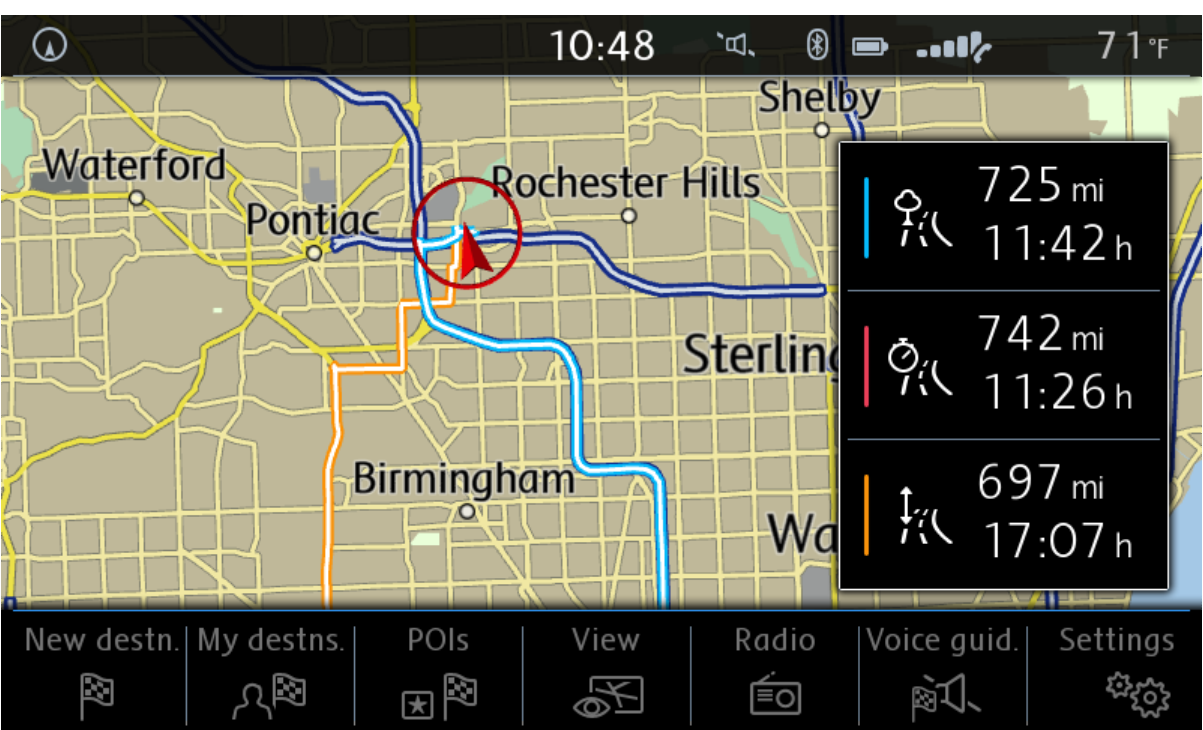 10:48
71°F
Shelby
Waterford
Rochester Hills
Pontiac
Sterling
Birmingham
Wa
725 mi
11:42 h
742 mi
11:26 h
697 mi
17:07 h
New destn.
My destns.
POIs
View
Radio
Voice guid.
Settings